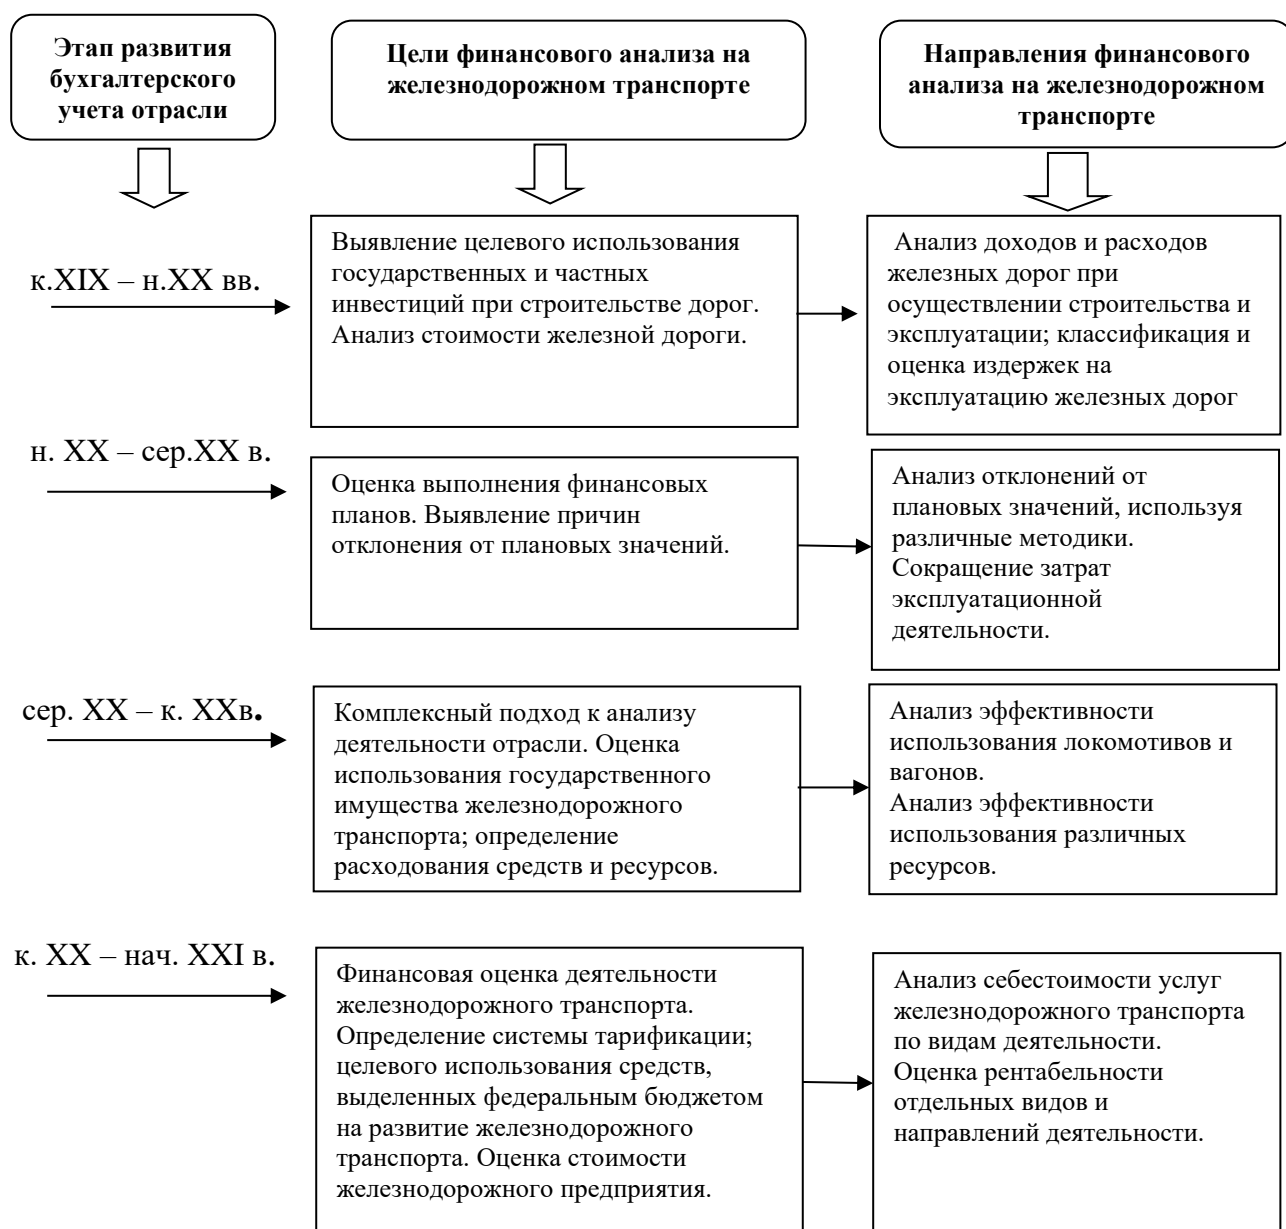 Этап развития
бухгалтерского
учета отрасли
Цели финансового анализа на
железнодорожном транспорте
Направления финансового
анализа на железнодорожном
транспорте
к.XIX – н.XX вв.
Выявление целевого использования
государственных и частных
инвестиций при строительстве дорог.
Анализ стоимости железной дороги.
Анализ доходов и расходов
железных дорог при
осуществлении строительства и
эксплуатации; классификация и
оценка издержек на
эксплуатацию железных дорог
н. XX – сер.XX в.
Оценка выполнения финансовых
планов. Выявление причин
отклонения от плановых значений.
Анализ отклонений от
плановых значений, используя
различные методики.
Сокращение затрат
эксплуатационной
деятельности.
сер. XX – к. XXв.
Комплексный подход к анализу
деятельности отрасли. Оценка
использования государственного
имущества железнодорожного
транспорта; определение
расходования средств и ресурсов.
Анализ эффективности
использования локомотивов и
вагонов.
Анализ эффективности
использования различных
ресурсов.
к. XX – нач. XXI в.
Финансовая оценка деятельности
железнодорожного транспорта.
Определение системы тарификации;
целевого использования средств,
выделенных федеральным бюджетом
на развитие железнодорожного
транспорта. Оценка стоимости
железнодорожного предприятия.
Анализ себестоимости услуг
железнодорожного транспорта
по видам деятельности.
Оценка рентабельности
отдельных видов и
направлений деятельности.